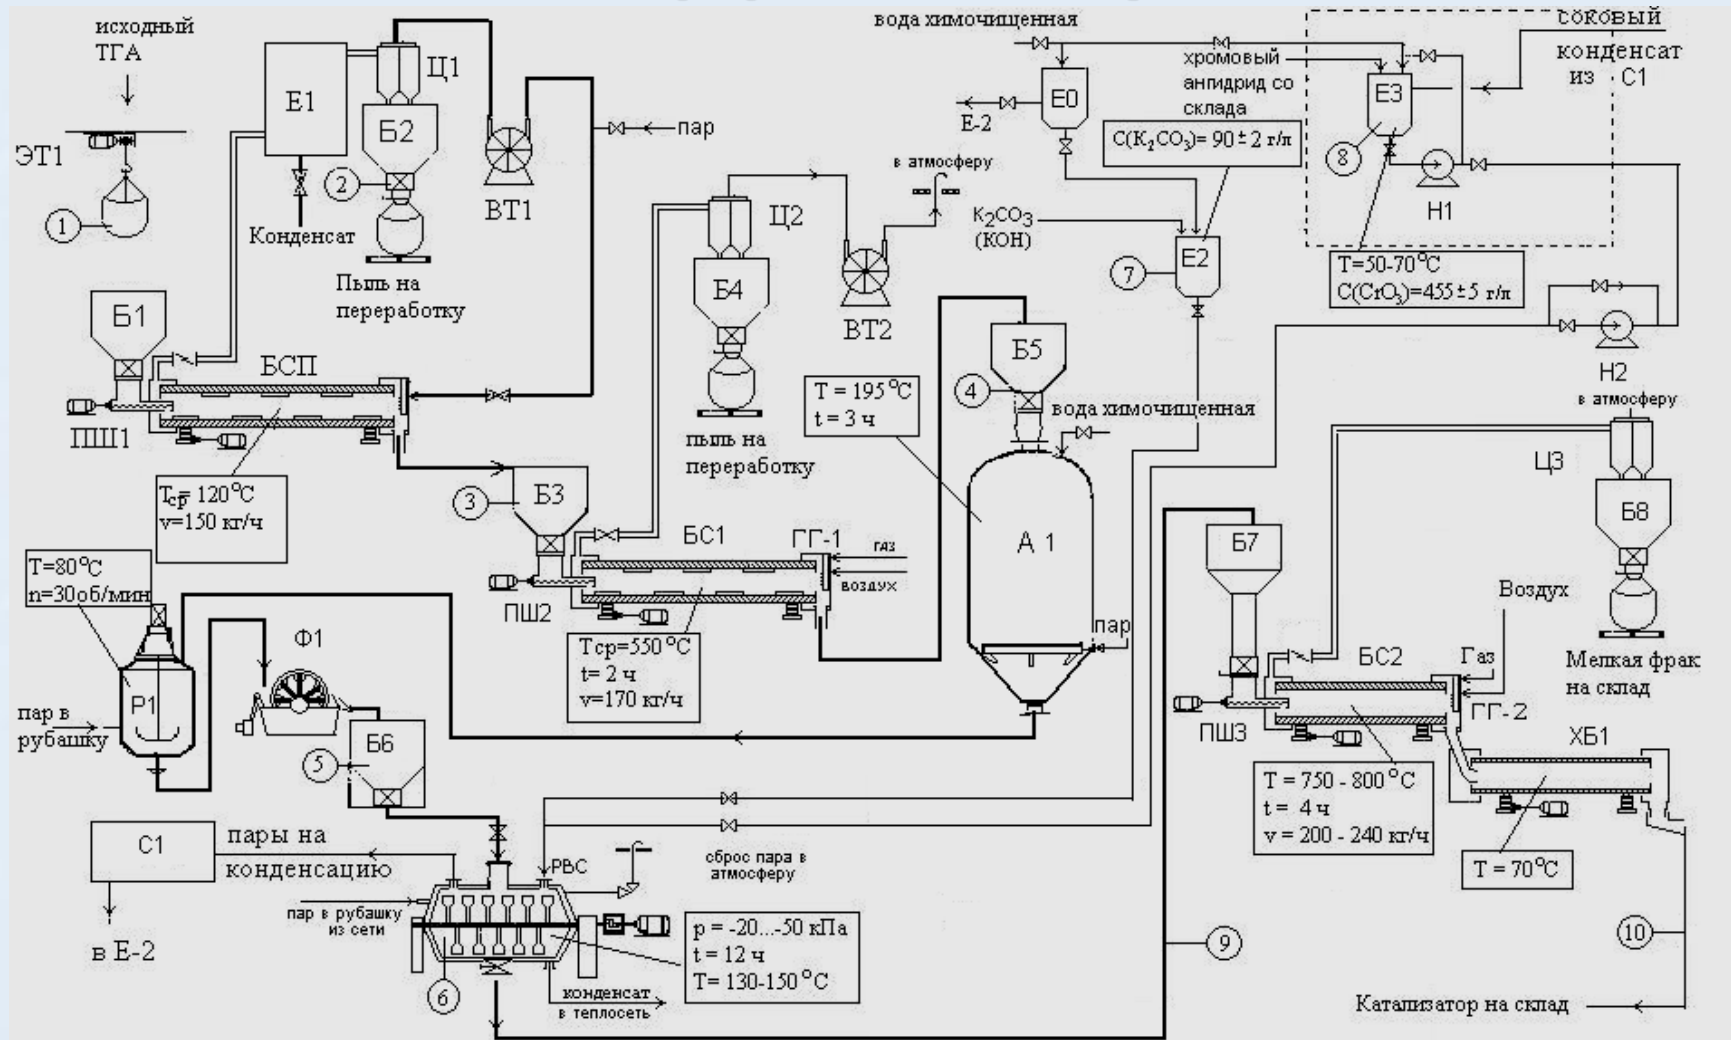 исходный
ТГА
ЭТ1
1
Е1
Конденсат
Ц1
Б2
2
Пыль на
переработку
ВТ1
пар
Б1
БСП
ПШ1
Tср= 120°C
v=150 кг/ч
Ц2
Б4
пыль на
переработку
ВТ2
в атмосферу
Б3
3
БС1
ГГ-1
газ
воздух
ПШ2
Tср=550°C
t= 2 ч
v=170 кг/ч
вода химочищенная
Е0
Е-2
хромовый
ангидрид со
склада
C(K2CO3)= 90±2 г/л
K2CO3
(KOH)
Е2
7
соковый
конденсат
из С1
Е3
8
Н1
T=50-70°C
C(CrO3)=455±5 г/л
Н2
Б5
4
T = 195°C
t = 3 ч
вода химочищенная
А 1
пар
в атмосферу
Ц3
Б8
Мелкая фрак
на склад
Б7
БС2
Воздух
Газ
ГГ-2
ПШ3
ХБ1
T = 750 - 800°C
t = 4 ч
v = 200 - 240 кг/ч
T = 70°C
9
10
Катализатор на склад
T=80°C
n=30об/мин
Р1
пар в
рубашку
Ф1
Б6
5
С1
пары на
конденсацию
в Е-2
РВС
сброс пара в
атмосферу
пар в рубашку
из сети
p = -20...-50 кПа
t = 12 ч
T= 130-150°C
6
конденсат
в теплосеть